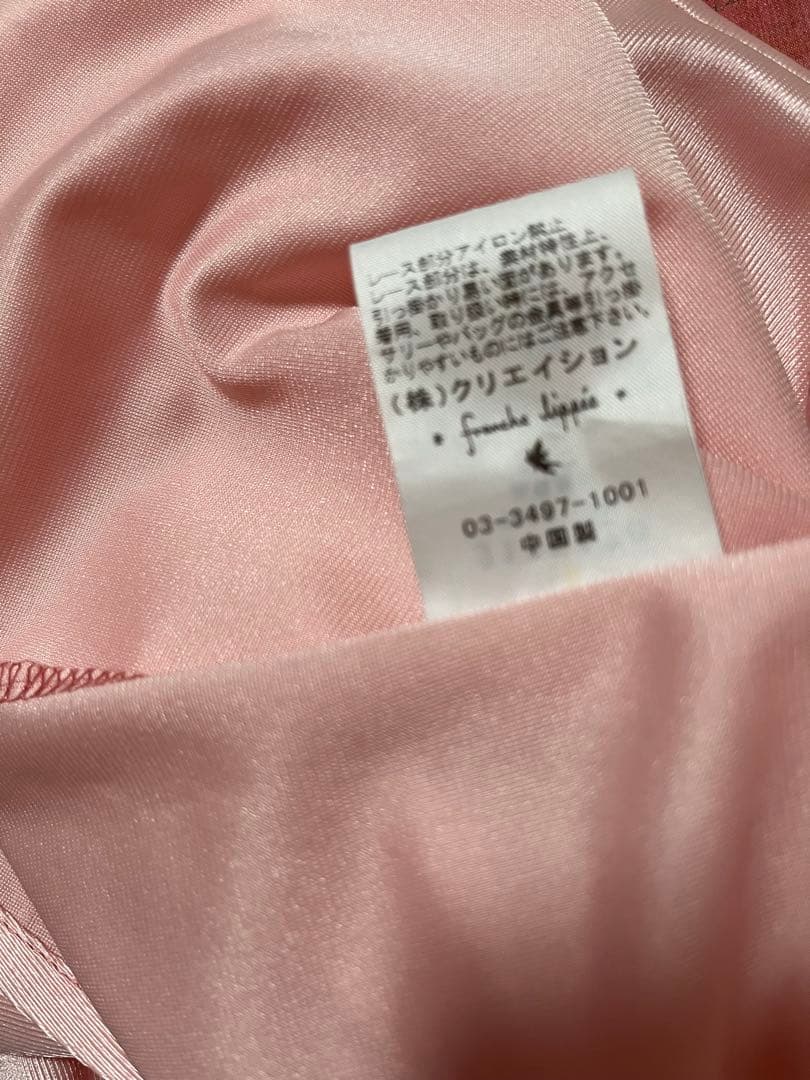 レース部分アイロン禁止
レース部分は、素材特性上、
引っ掛かり易い事があります。
着用、取り扱い時には、アクセ
サリーやバッグの金具等引っ掛
かりやすいものにはご注意下さい。
(株)クリエイション
• franche lippée •
03-3497-1001
中国製